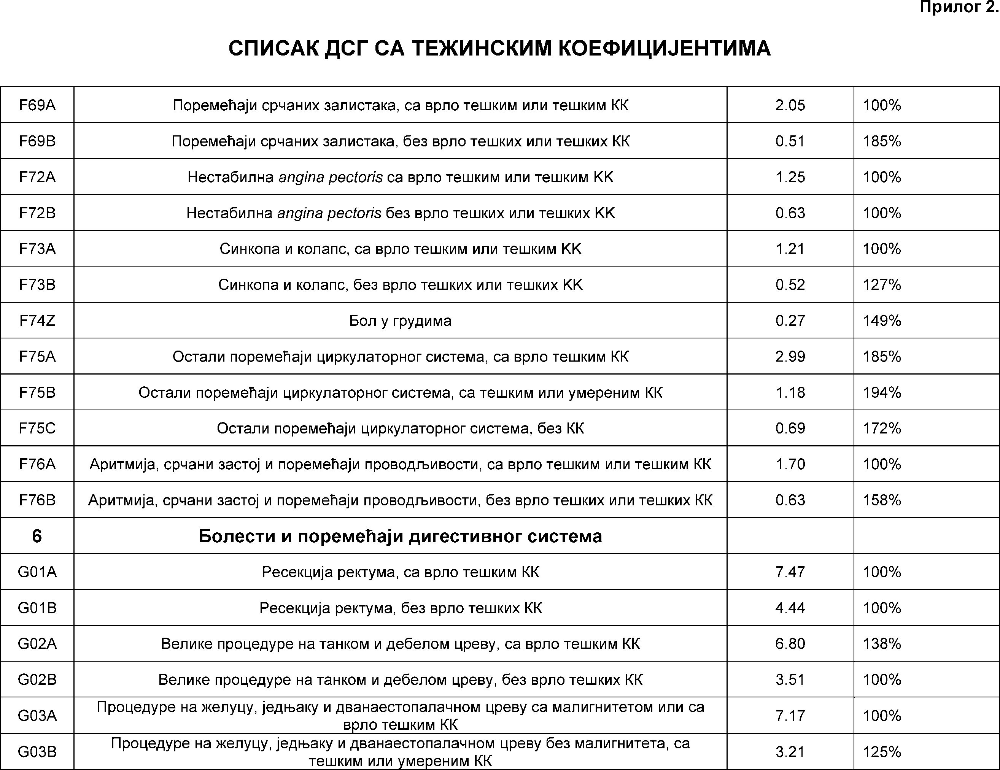 Прилог 2.
СПИСАК ДСГ СА ТЕЖИНСКИМ КОЕФИЦИЈЕНТИМА
F69A Поремећаји срчаних залистака, са врло тешким или тешким КК 2.05 100%
F69B Поремећаји срчаних залистака, без врло тешких или тешких КК 0.51 185%
F72A Нестабилна angina pectoris са врло тешким или тешким КК 1.25 100%
F72B Нестабилна angina pectoris без врло тешких или тешких КК 0.63 100%
F73A Синкопа и колапс, са врло тешким или тешким КК 1.21 100%
F73B Синкопа и колапс, без врло тешких или тешких КК 0.52 127%
F74Z Бол у грудима 0.27 149%
F75A Остали поремећаји циркулаторног система, са врло тешким КК 2.99 185%
F75B Остали поремећаји циркулаторног система, са тешким или умереним КК 1.18 194%
F75C Остали поремећаји циркулаторног система, без КК 0.69 172%
F76A Аритмија, срчани застој и поремећаји проводљивости, са врло тешким или тешким КК 1.70 100%
F76B Аритмија, срчани застој и поремећаји проводљивости, без врло тешких или тешких КК 0.63 158%
6 Болести и поремећаји дигестивног система
G01A Ресекција ректума, са врло тешким КК 7.47 100%
G01B Ресекција ректума, без врло тешких КК 4.44 100%
G02A Велике процедуре на танком и дебелом цреву, са врло тешким КК 6.80 138%
G02B Велике процедуре на танком и дебелом цреву, без врло тешких КК 3.51 100%
G03A Процедуре на желуцу, једњаку и дванаестопалачном цреву са малигнитетом или са
врло тешким КК 7.17 100%
G03B Процедуре на желуцу, једњаку и дванаестопалачном цреву без малигнитета, са
тешким или умереним КК 3.21 125%